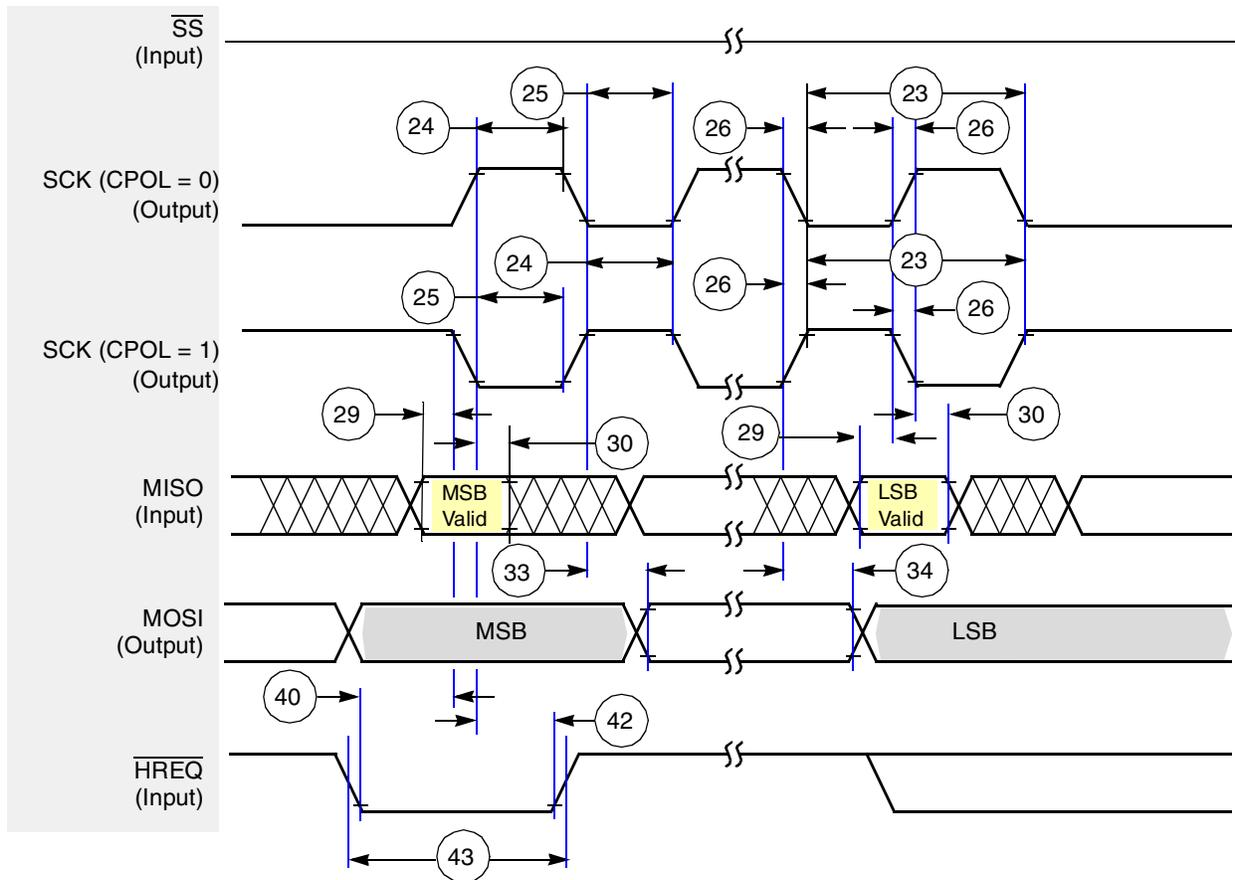 SS
(Input)
25
23
24
26
26
SCK (CPOL = 0)
(Output)
24
23
25
26
26
SCK (CPOL = 1)
(Output)
29
30
29
30
MISO
(Input)
MSB
Valid
LSB
Valid
33
34
MOSI
(Output)
MSB
LSB
40
42
HREQ
(Input)
43